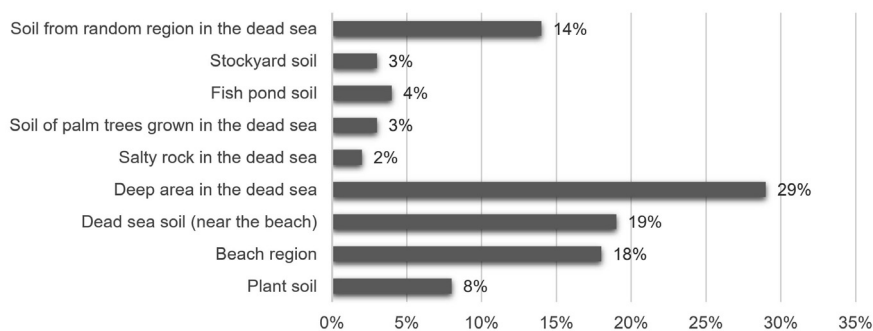 Soil from random region in the dead sea 14%
Stockyard soil 3%
Fish pond soil 4%
Soil of palm trees grown in the dead sea 3%
Salty rock in the dead sea 2%
Deep area in the dead sea 29%
Dead sea soil (near the beach) 19%
Beach region 18%
Plant soil 8%
0% 5% 10% 15% 20% 25% 30% 35%